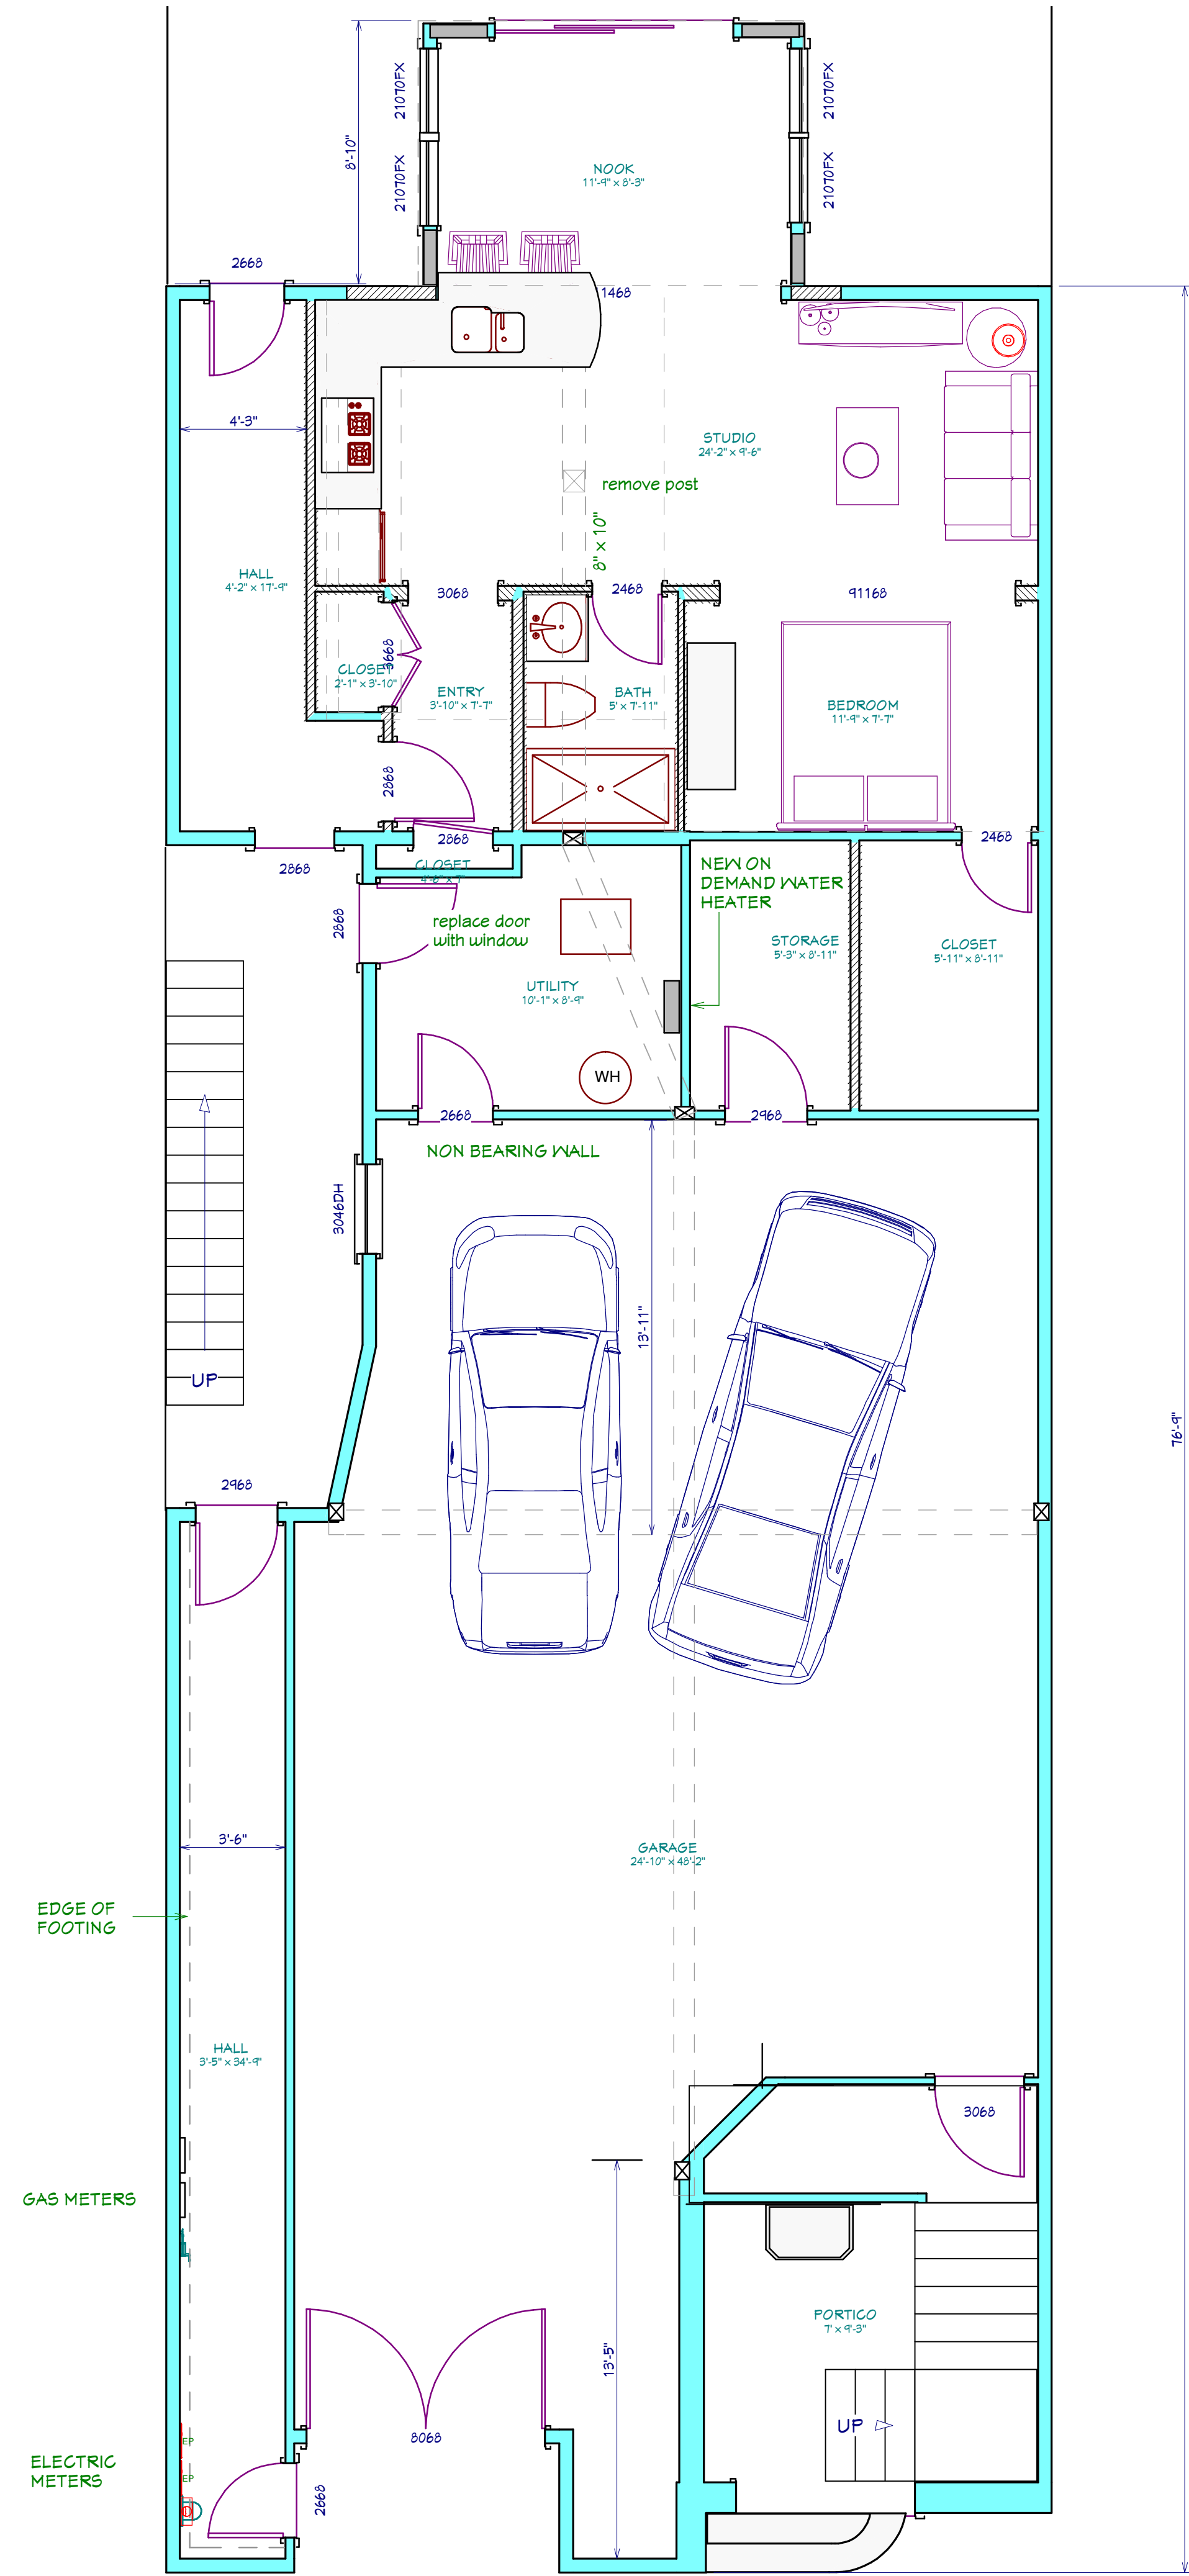 21070FX
21070FX
8'-10"
21070FX
21070FX
NOOK
11'-9" x 8'-3"
2668
1468
4'-3"
STUDIO
24'-2" x 9'-6"
remove post
8" x 10"
HALL
4'-2" x 17'-9"
3068
2468
91168
3668
CLOSET
2'-1" x 3'-10"
ENTRY
3'-10" x 7'-7"
BATH
5' x 7'-11"
BEDROOM
11'-9" x 7'-7"
2868
2868
2468
2868
CLOSET
4'-8" x 7"
NEW ON
DEMAND WATER
HEATER
2868
replace door
with window
STORAGE
5'-3" x 8'-11"
CLOSET
5'-11" x 8'-11"
UTILITY
10'-1" x 8'-9"
WH
2668
2968
NON BEARING WALL
3046DH
13'-11"
UP
76'-9"
2968
3'-6"
GARAGE
24'-10" x 48'-2"
EDGE OF
FOOTING
HALL
3'-5" x 34'-9"
3068
GAS METERS
PORTICO
7' x 9'-3"
13'-5"
8068
UP
EP
ELECTRIC
METERS
EP
2668